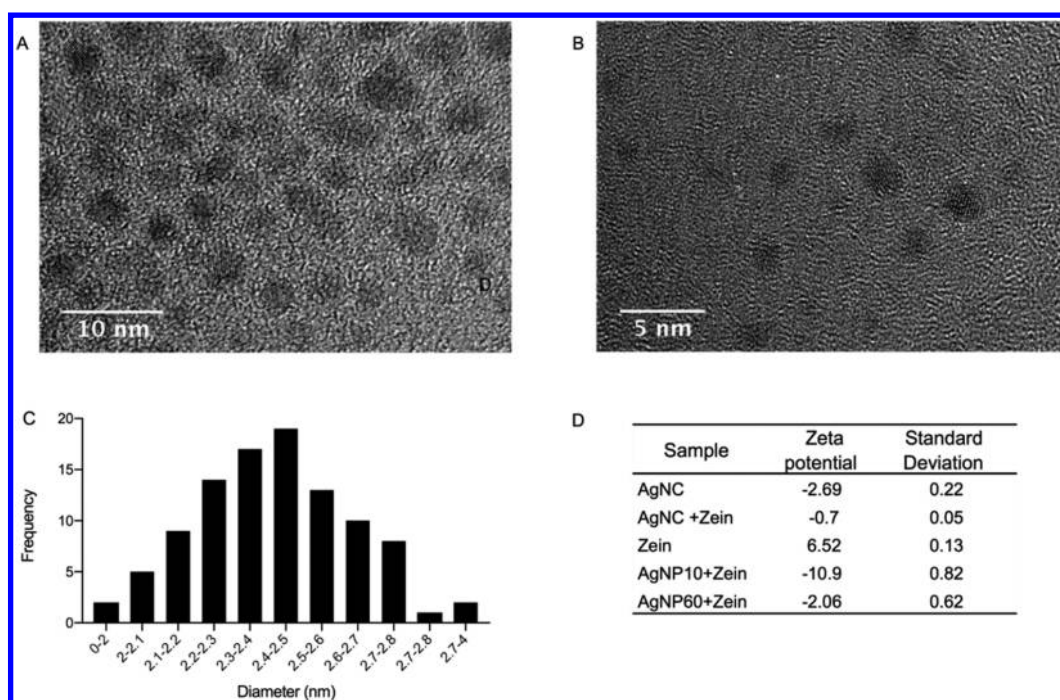 A
B
D
10 nm
5 nm
C
20
15
10
5
0
Frequency
0-2
2-2.1
2.1-2.2
2.2-2.3
2.3-2.4
2.4-2.5
2.5-2.6
2.6-2.7
2.7-2.8
2.7-2.8
2.7-4
Diameter (nm)
D
Sample Zeta potential Standard Deviation
AgNC -2.69 0.22
AgNC +Zein -0.7 0.05
Zein 6.52 0.13
AgNP10+Zein -10.9 0.82
AgNP60+Zein -2.06 0.62